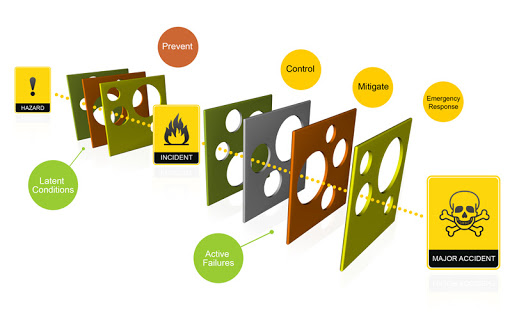 Prevent
Control
Mitigate
Emergency
Response
!
HAZARD
INCIDENT
Latent
Conditions
Active
Failures
MAJOR ACCIDENT